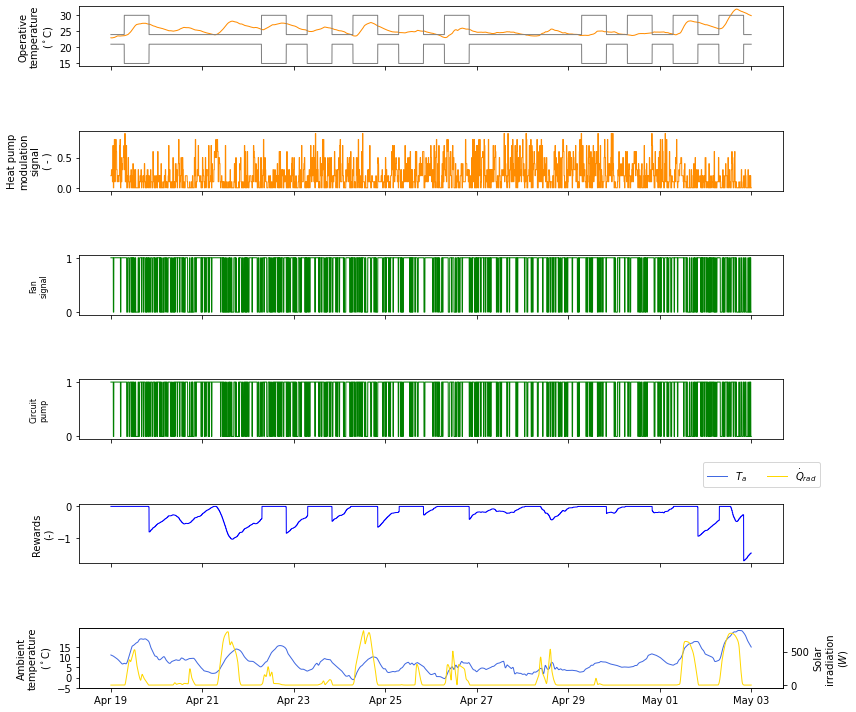 Operative
temperature
(°C)
30
25
20
15
Heat pump
modulation
signal
( - )
0.5
0.0
Fan
signal
1
0
Circuit
pump
1
0
T_a
Q̇_rad
Rewards
(-)
0
−1
Ambient
temperature
(°C)
15
10
5
0
−5
500
0
Solar
irradiation
(W)
Apr 19 Apr 21 Apr 23 Apr 25 Apr 27 Apr 29 May 01 May 03